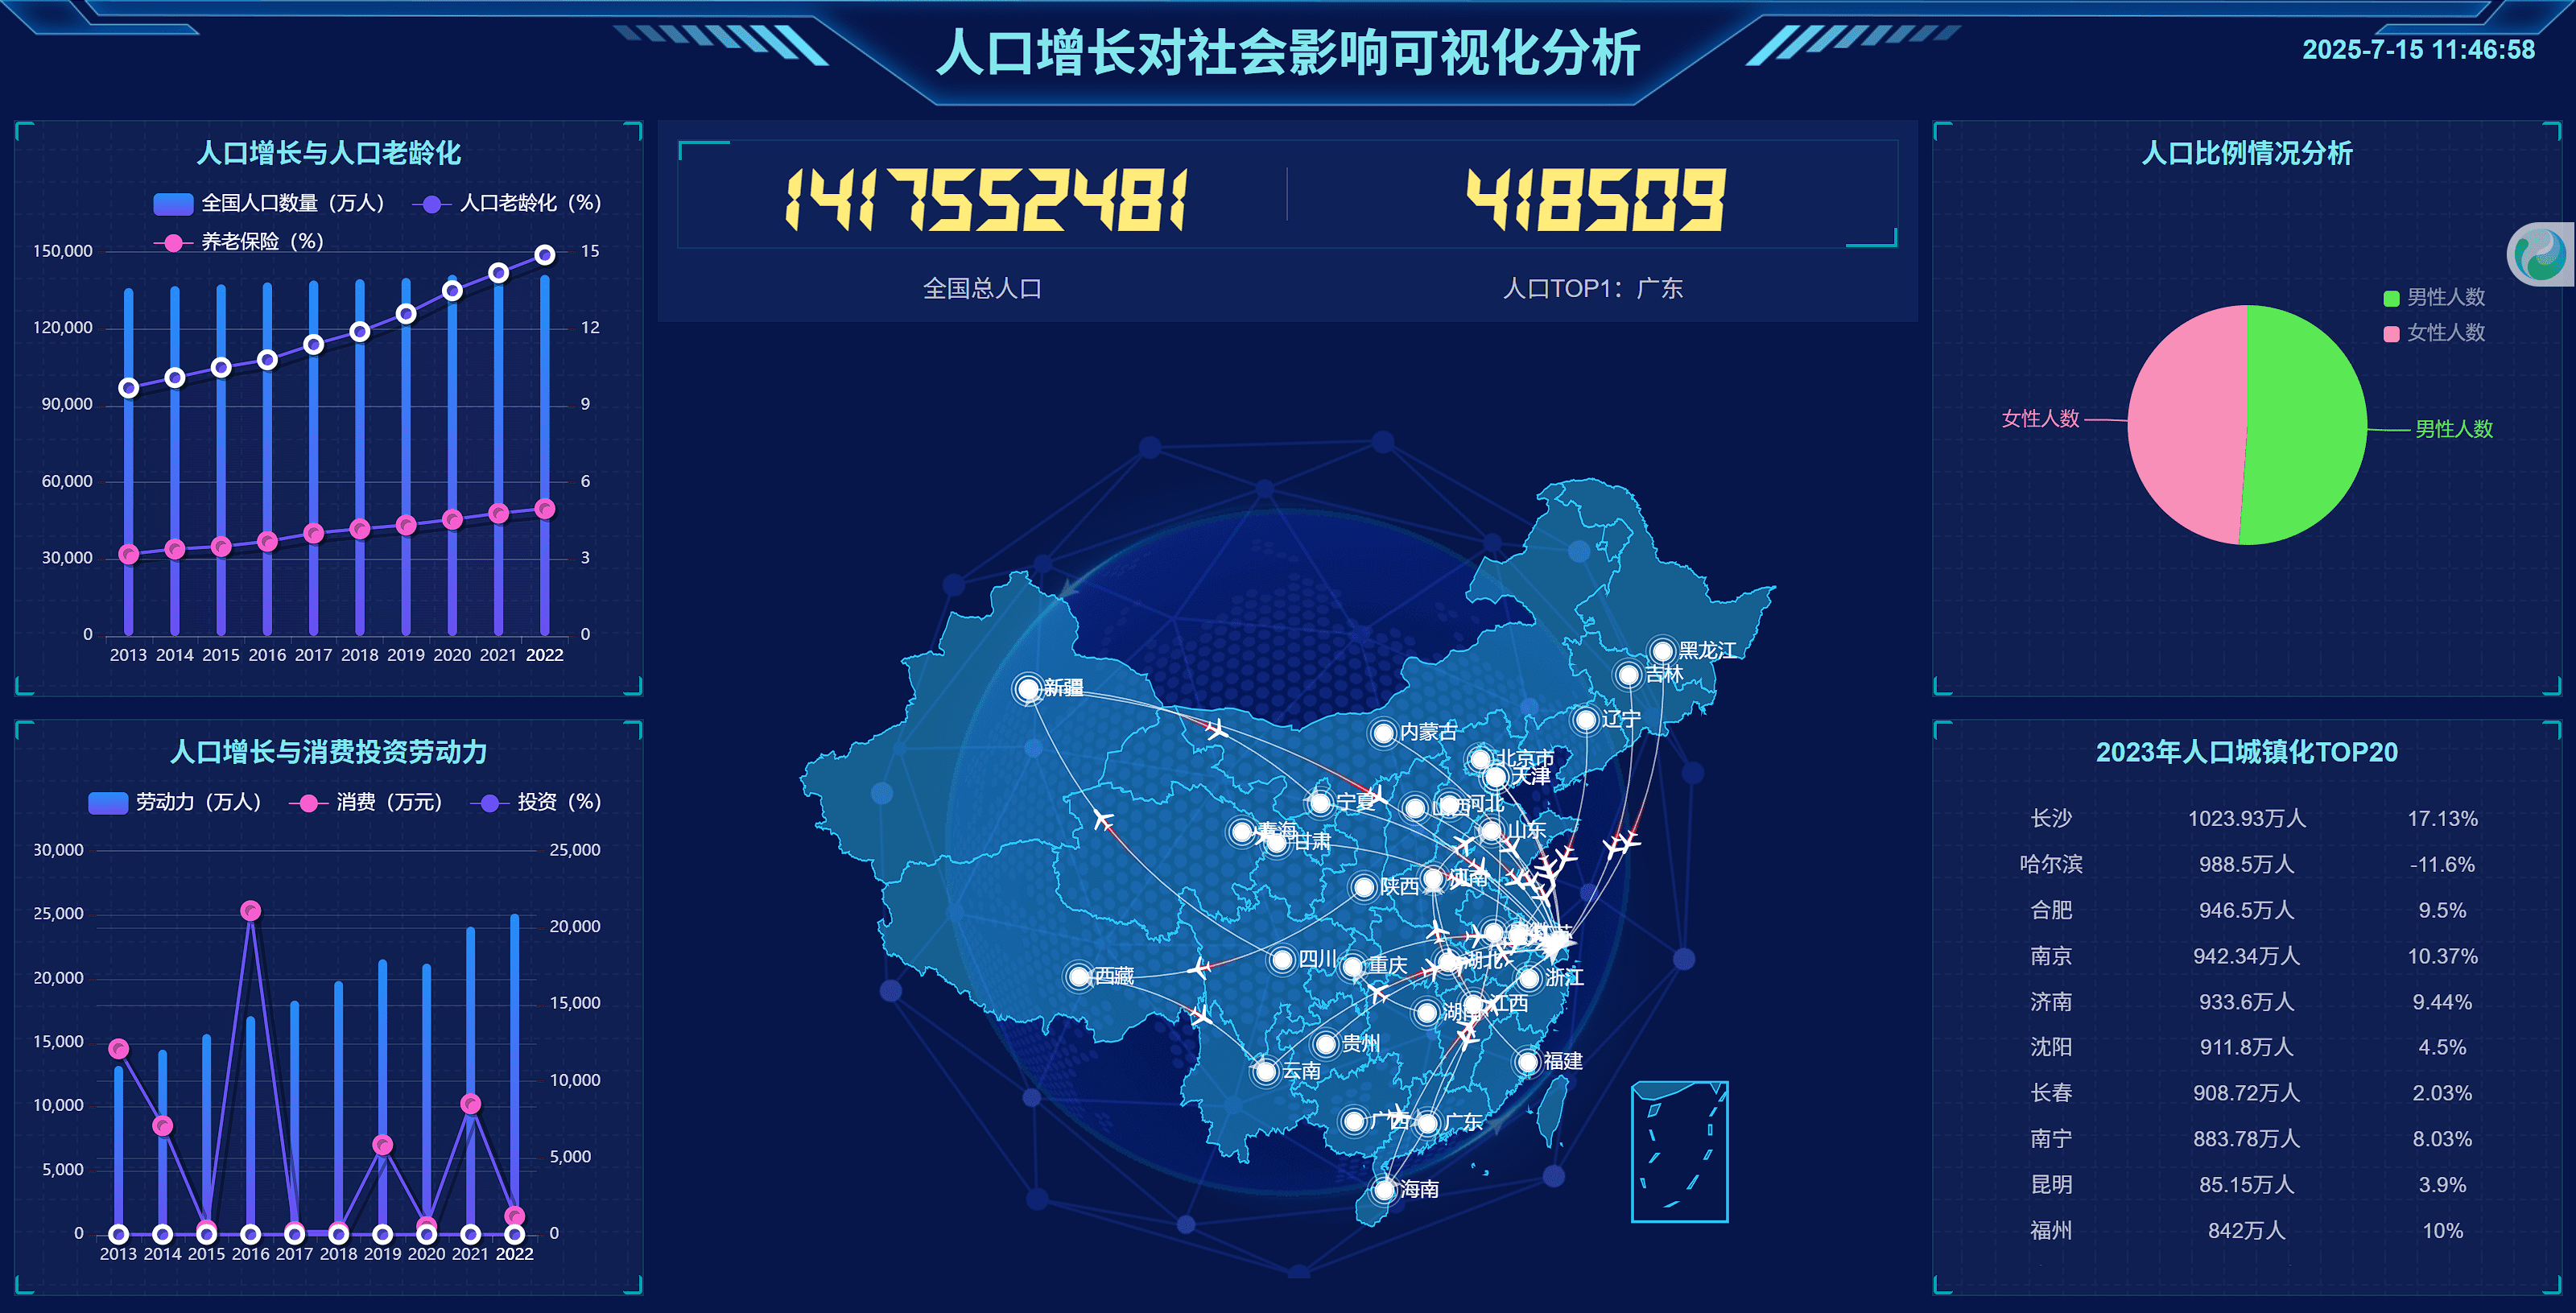 人口增长对社会影响可视化分析
2025-7-15 11:46:58
人口增长与人口老龄化
全国人口数量（万人） 人口老龄化（%）
养老保险（%）
150,000 15
120,000 12
90,000 9
60,000 6
30,000 3
0 0
2013 2014 2015 2016 2017 2018 2019 2020 2021 2022
人口增长与消费投资劳动力
劳动力（万人） 消费（万元） 投资（%）
30,000 25,000
25,000
20,000
20,000
15,000
15,000
10,000
10,000
5,000
5,000
0 0
2013 2014 2015 2016 2017 2018 2019 2020 2021 2022
1417552481 418509
全国总人口 人口TOP1：广东
黑龙江
吉林
新疆
辽宁
内蒙古
北京市
天津
宁夏
山西
河北
青海
山东
甘肃
陕西
河南
四川
重庆
湖北
西藏
浙江
湖南
江西
贵州
福建
云南
广西
广东
海南
人口比例情况分析
男性人数
女性人数
女性人数
男性人数
2023年人口城镇化TOP20
长沙 1023.93万人 17.13%
哈尔滨 988.5万人 -11.6%
合肥 946.5万人 9.5%
南京 942.34万人 10.37%
济南 933.6万人 9.44%
沈阳 911.8万人 4.5%
长春 908.72万人 2.03%
南宁 883.78万人 8.03%
昆明 85.15万人 3.9%
福州 842万人 10%